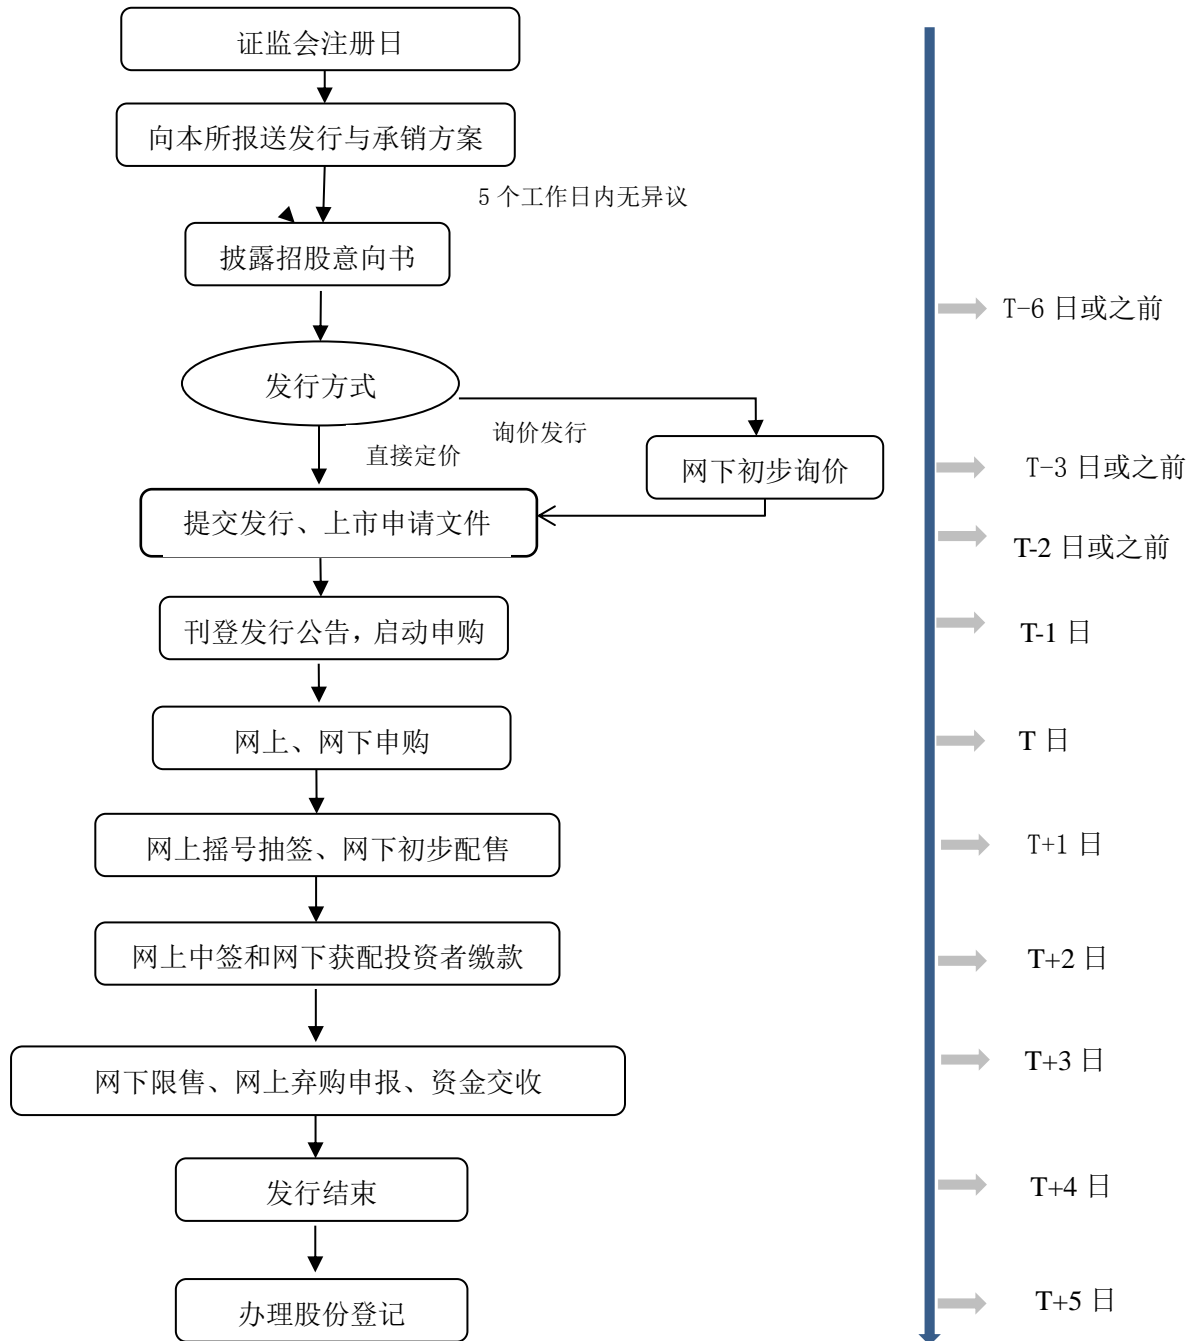 证监会注册日
向本所报送发行与承销方案
5 个工作日内无异议
披露招股意向书
T-6 日或之前
发行方式
询价发行
直接定价
网下初步询价
T-3 日或之前
提交发行、上市申请文件
T-2 日或之前
刊登发行公告，启动申购
T-1 日
网上、网下申购
T 日
网上摇号抽签、网下初步配售
T+1 日
网上中签和网下获配投资者缴款
T+2 日
网下限售、网上弃购申报、资金交收
T+3 日
发行结束
T+4 日
办理股份登记
T+5 日